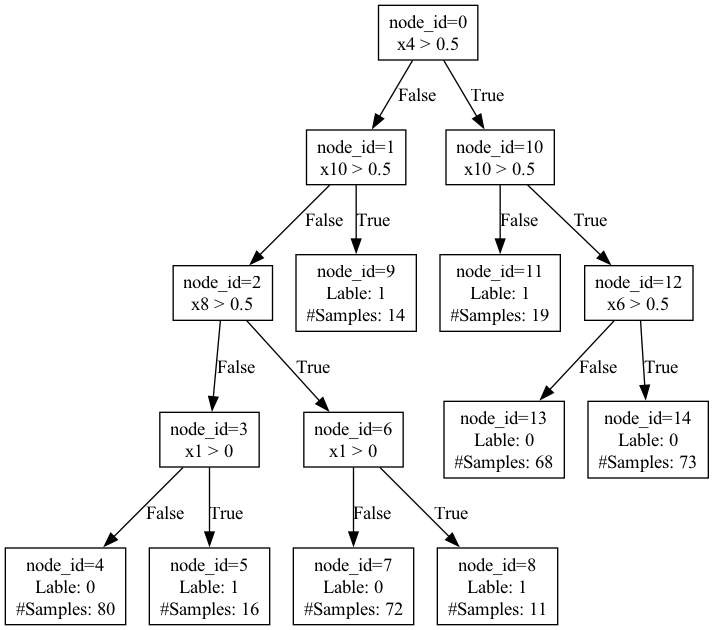 node_id=0
x4 > 0.5
False
True
node_id=1
x10 > 0.5
node_id=10
x10 > 0.5
False
True
False
True
node_id=2
x8 > 0.5
node_id=9
Lable: 1
#Samples: 14
node_id=11
Lable: 1
#Samples: 19
node_id=12
x6 > 0.5
False
True
False
True
node_id=3
x1 > 0
node_id=6
x1 > 0
node_id=13
Lable: 0
#Samples: 68
node_id=14
Lable: 0
#Samples: 73
False
True
False
True
node_id=4
Lable: 0
#Samples: 80
node_id=5
Lable: 1
#Samples: 16
node_id=7
Lable: 0
#Samples: 72
node_id=8
Lable: 1
#Samples: 11